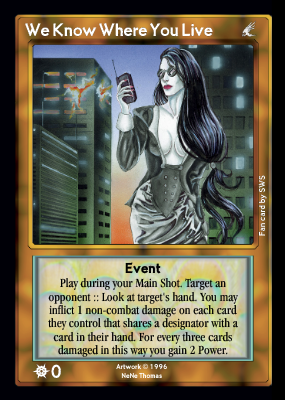 We Know Where You Live
Fan card by SWS
Event
Play during your Main Shot. Target an
opponent :: Look at target's hand. You may
inflict 1 non-combat damage on each card
they control that shares a designator with a
card in their hand. For every three cards
damaged in this way you gain 2 Power.
0
Artwork © 1996
NeNe Thomas